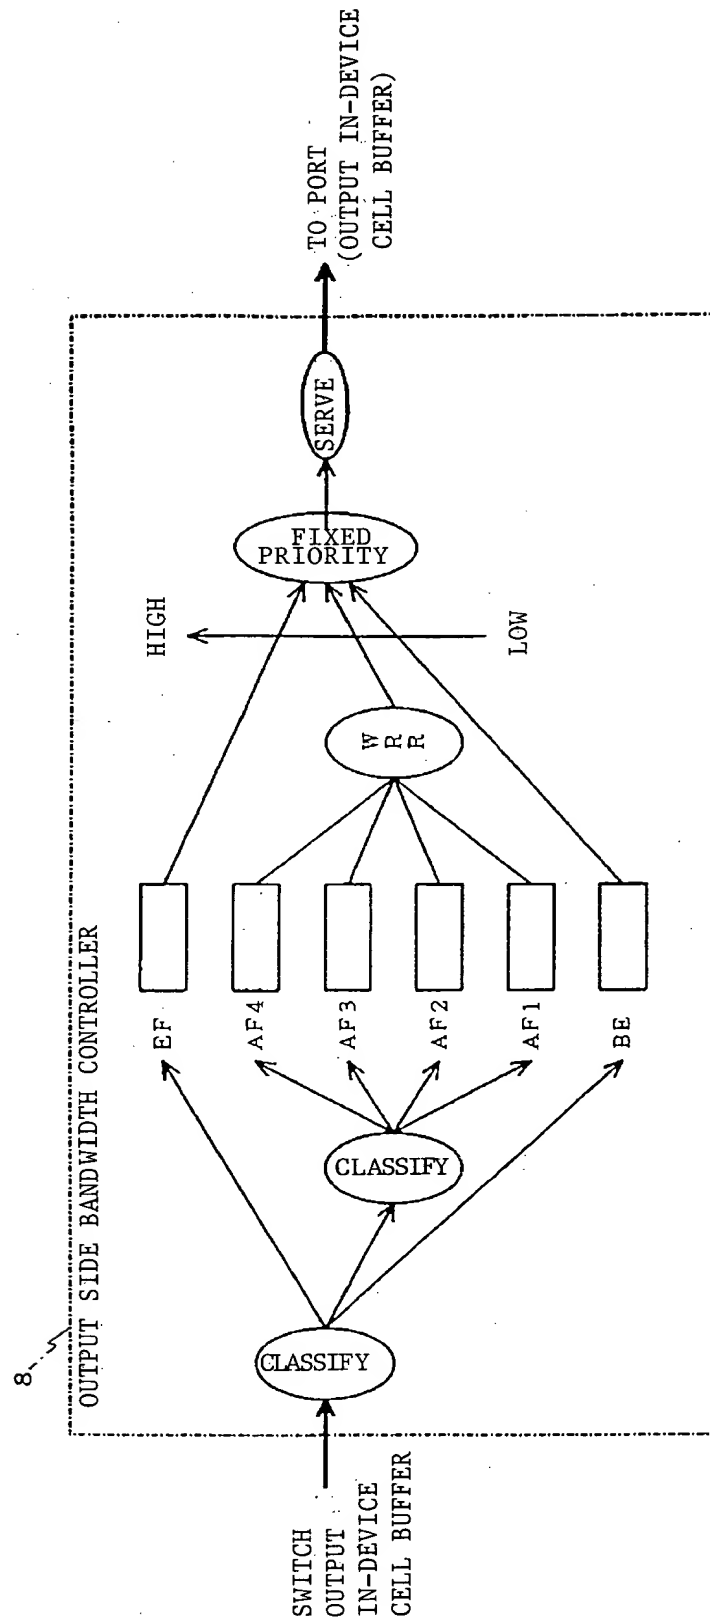 8
OUTPUT SIDE BANDWIDTH CONTROLLER
SWITCH
OUTPUT
IN-DEVICE
CELL BUFFER
CLASSIFY
CLASSIFY
EF
AF4
AF3
AF2
AF1
BE
WRR
HIGH
LOW
FIXED
PRIORITY
SERVE
TO PORT
(OUTPUT IN-DEVICE
CELL BUFFER)